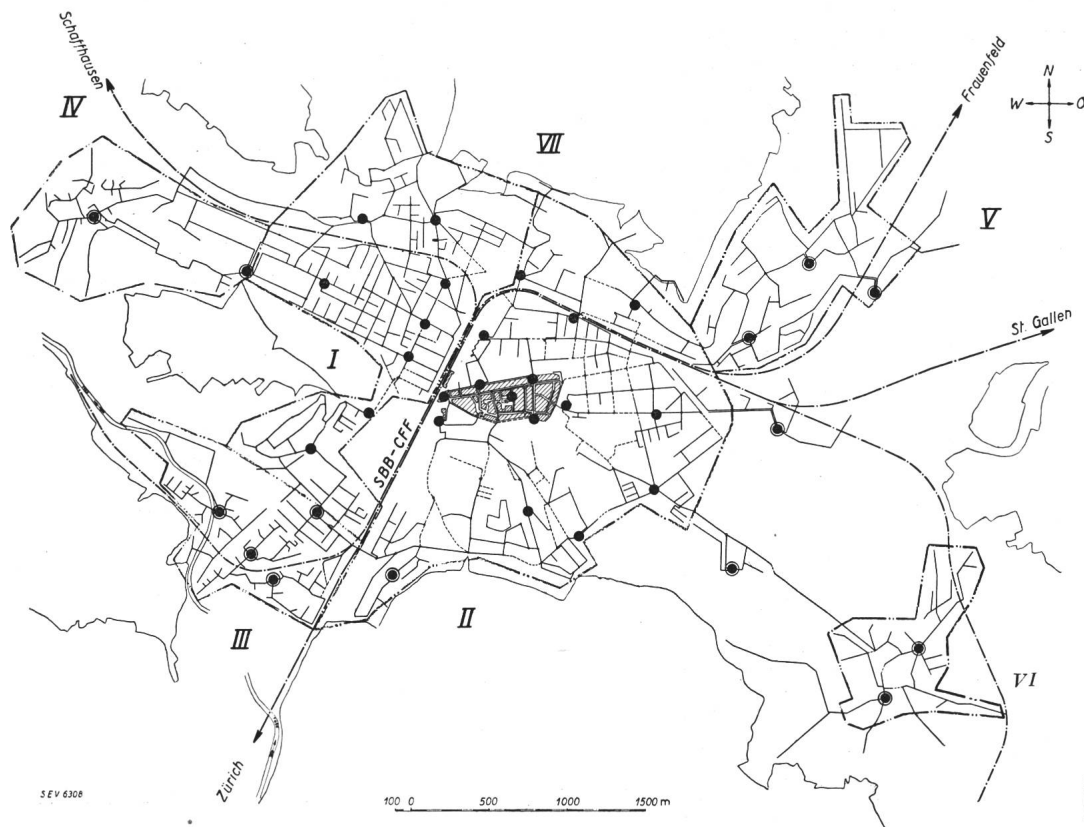 Schaffhausen
IV
VII
Frauenfeld
N
W
O
S
V
St. Gallen
I
SBB-CFF
II
III
VI
Zürich
SEV 6308
100 0 500 1000 1500 m